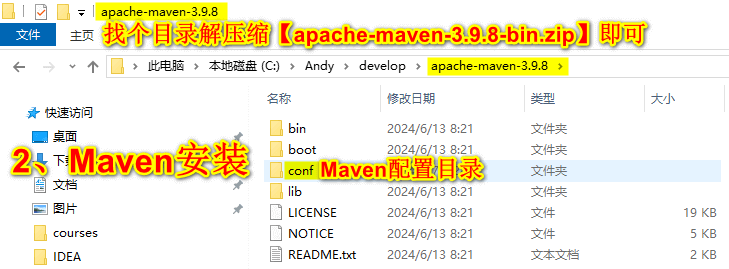 apache-maven-3.9.8
找个目录解压缩【apache-maven-3.9.8-bin.zip】即可
此电脑 > 本地磁盘 (C:) > Andy > develop > apache-maven-3.9.8 >
名称 修改日期 类型 大小
快速访问
桌面
文档
图片
courses
IDEA
2、Maven安装
bin 2024/6/13 8:21 文件夹
boot 2024/6/13 8:21 文件夹
conf Maven配置目录 2024/6/13 8:21 文件夹
lib 2024/6/13 8:21 文件夹
LICENSE 2024/6/13 8:21 文件 19 KB
NOTICE 2024/6/13 8:21 文件 5 KB
README.txt 2024/6/13 8:21 文本文档 2 KB